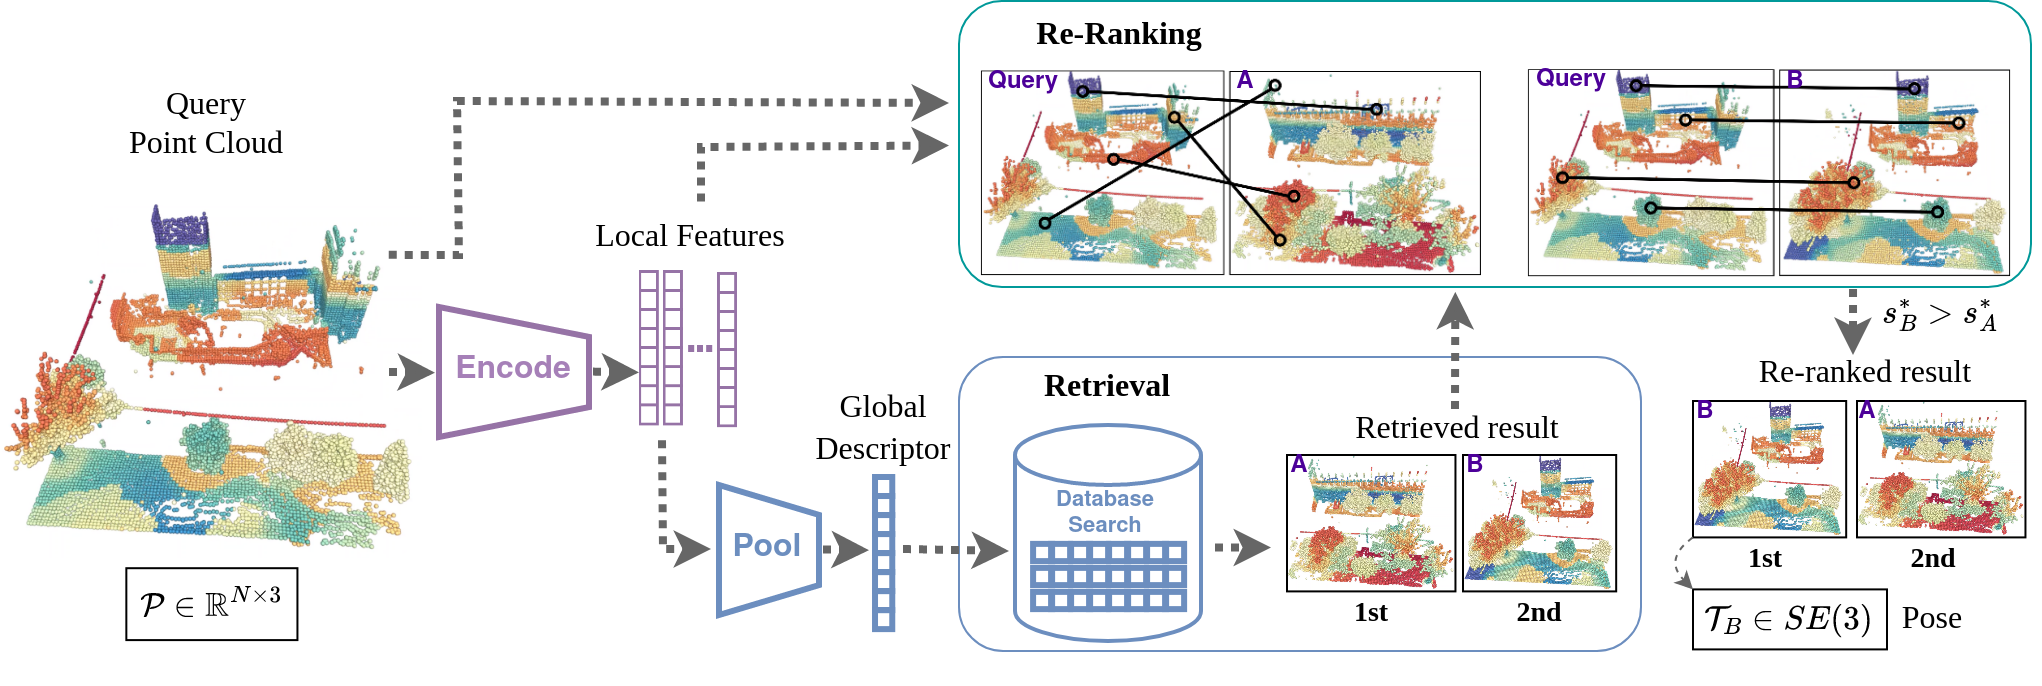 Re-Ranking
Query
A
Query
B
Query
Point Cloud
Local Features
Encode
$s_B^* > s_A^*$
Re-ranked result
B
A
1st
2nd
Global
Descriptor
Pool
Retrieval
Database
Search
Retrieved result
A
B
1st
2nd
$\mathcal{P} \in \mathbb{R}^{N \times 3}$
$\mathcal{T}_B \in SE(3)$ Pose